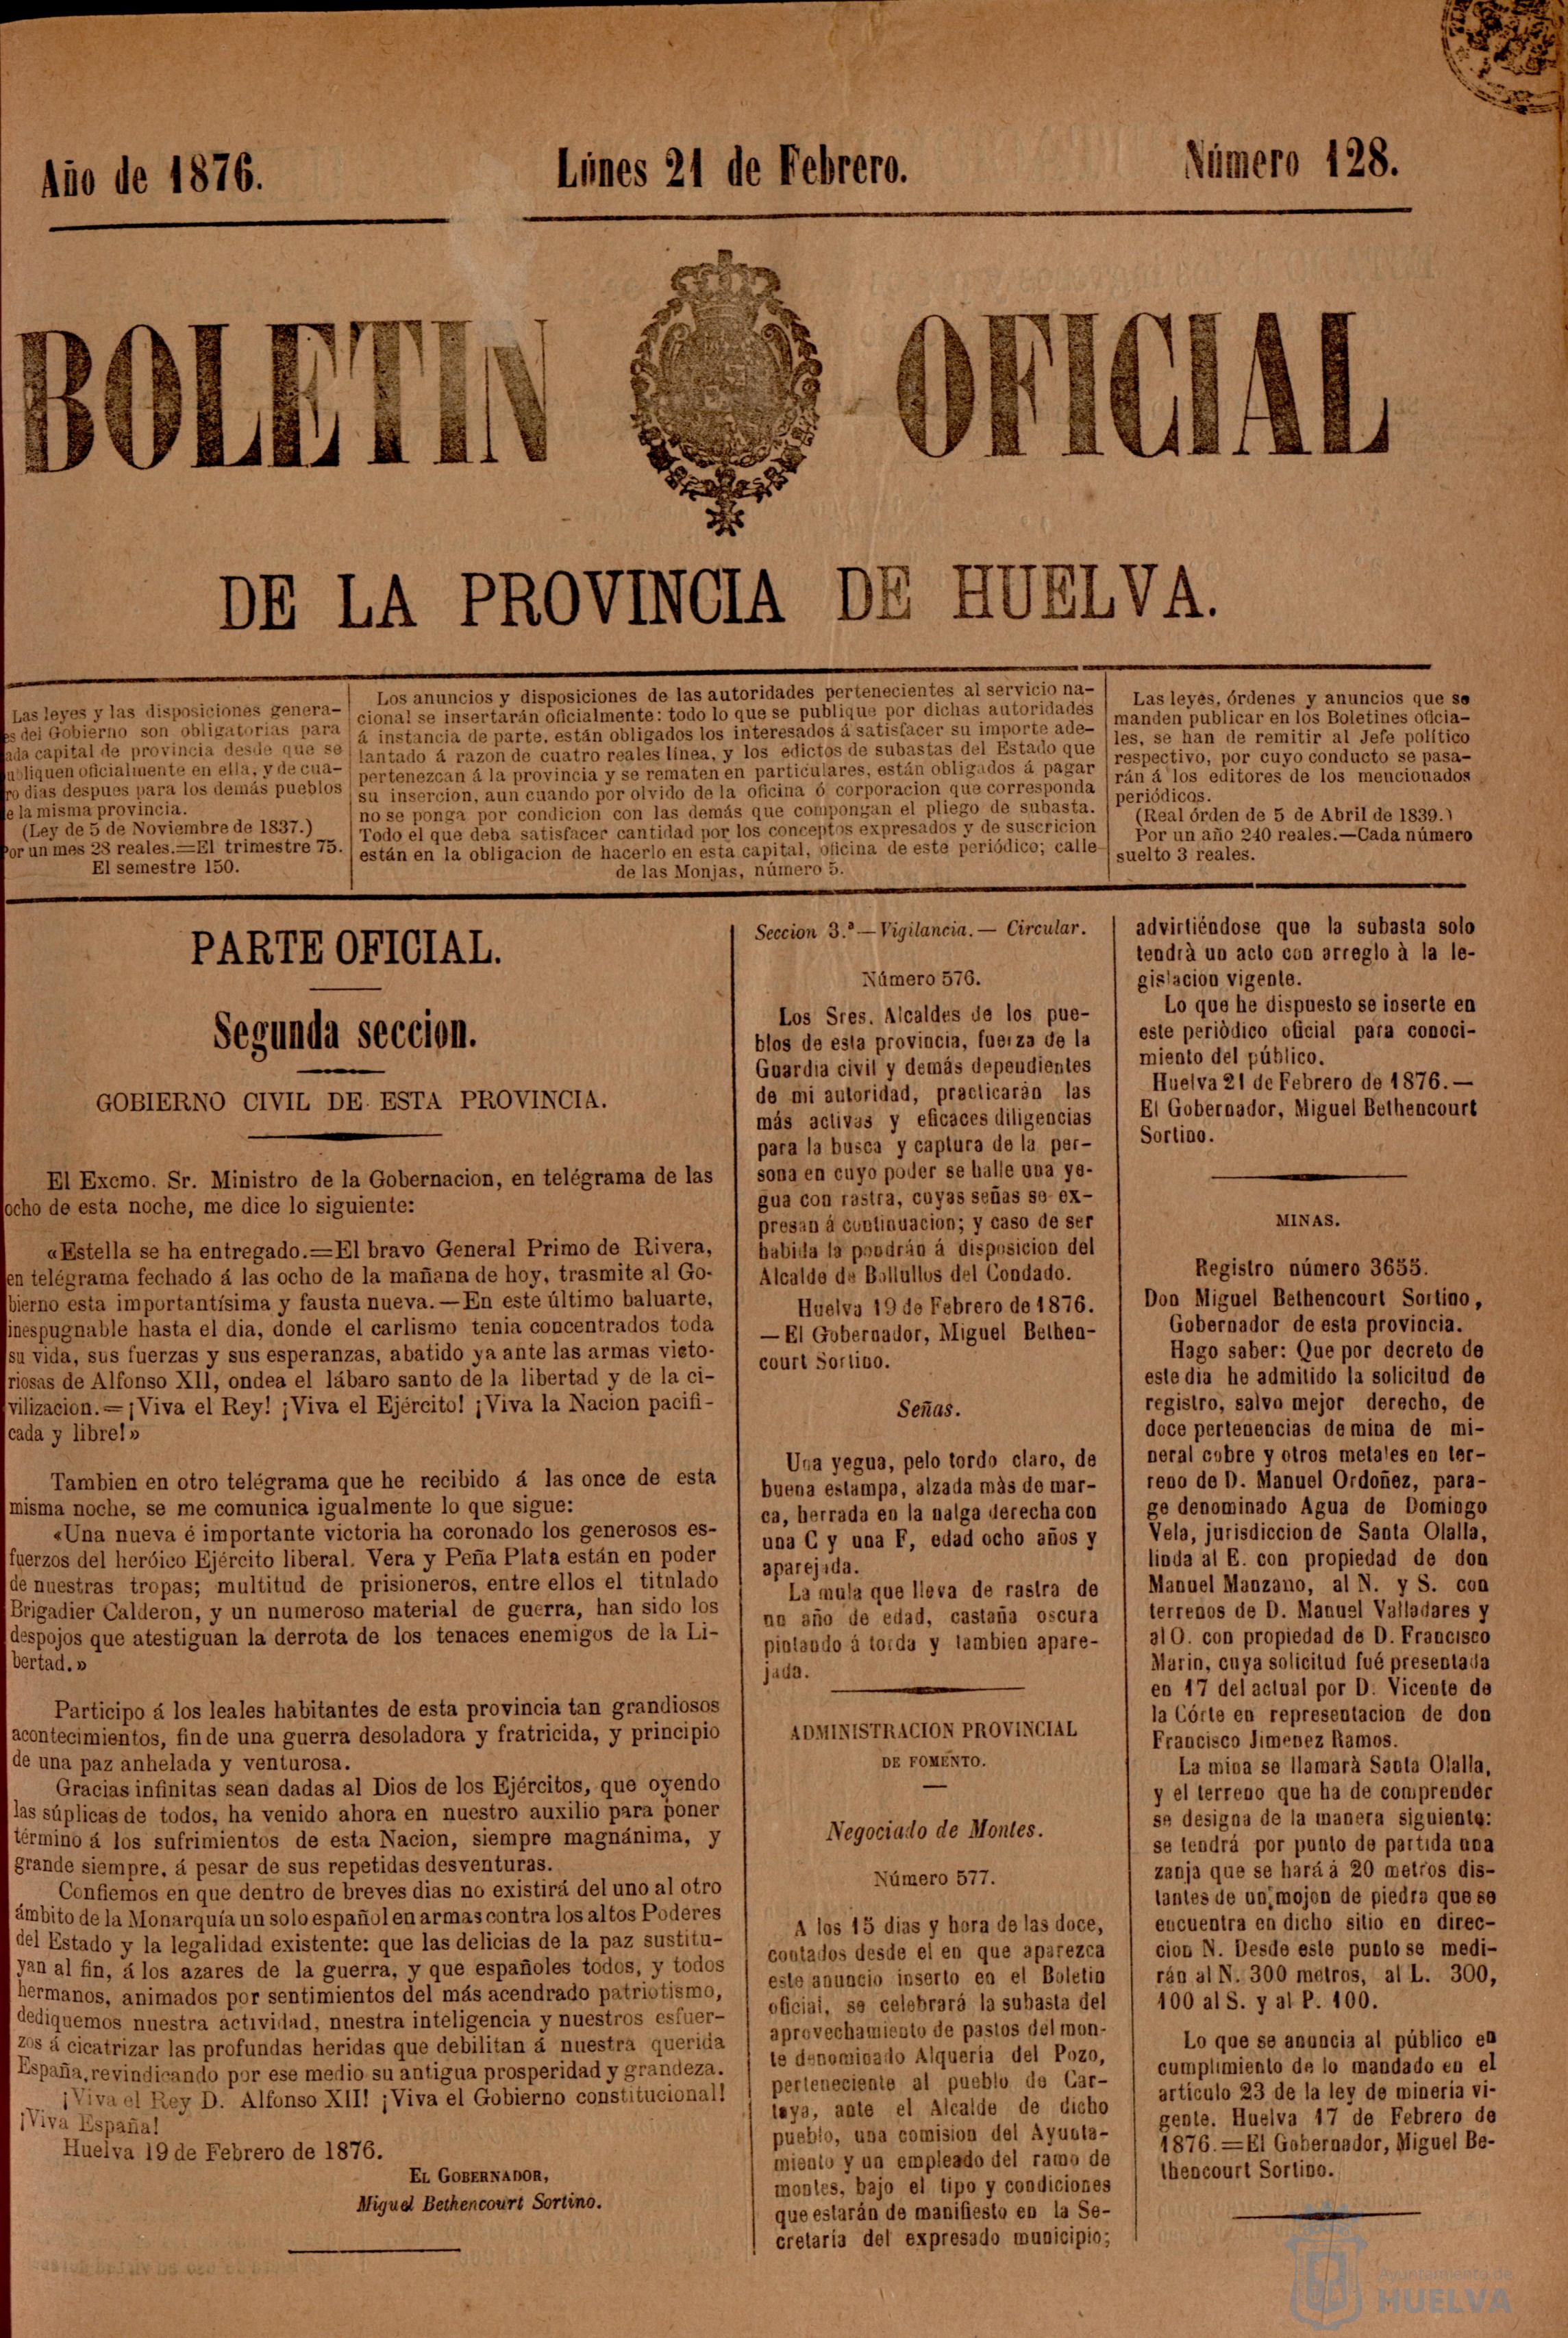 Año de 1876.
Lúnes 21 de Febrero.
Número 128.
BOLETIN OFICIAL
DE LA PROVINCIA DE HUELVA.
Las leyes y las disposiciones genera-
es del Gobierno son obligatorias para
ada capital de provincia desde que se
ubliquen oficialmente en ella, y de cua-
ro dias despues para los demás pueblos
e la misma provincia.
(Ley de 5 de Noviembre de 1837.)
Por un mes 28 reales.=El trimestre 75.
El semestre 150.
Los anuncios y disposiciones de las autoridades pertenecientes al servicio na-
cional se insertarán oficialmente: todo lo que se publique por dichas autoridades
á instancia de parte, están obligados los interesados á satisfacer su importe ade-
lantado á razon de cuatro reales línea, y los edictos de subastas del Estado que
pertenezcan á la provincia y se rematen en particulares, están obligados á pagar
su insercion, aun cuando por olvido de la oficina ó corporacion que corresponda
no se ponga por condicion con las demás que compongan el pliego de subasta.
Todo el que deba satisfacer cantidad por los conceptos expresados y de suscricion
están en la obligacion de hacerlo en esta capital, oficina de este periódico; calle
de las Monjas, número 5.
Las leyes, órdenes y anuncios que se
manden publicar en los Boletines oficia-
les, se han de remitir al Jefe político
respectivo, por cuyo conducto se pasa-
rán á los editores de los mencionados
periódicos.
(Real órden de 5 de Abril de 1839.)
Por un año 240 reales.—Cada número
suelto 3 reales.
PARTE OFICIAL.
Segunda seccion.
GOBIERNO CIVIL DE ESTA PROVINCIA.
El Excmo. Sr. Ministro de la Gobernacion, en telégrama de las
ocho de esta noche, me dice lo siguiente:
«Estella se ha entregado.=El bravo General Primo de Rivera,
en telégrama fechado á las ocho de la mañana de hoy, trasmite al Go-
bierno esta importantísima y fausta nueva.—En este último baluarte,
inespugnable hasta el dia, donde el carlismo tenia concentrados toda
su vida, sus fuerzas y sus esperanzas, abatido ya ante las armas victo-
riosas de Alfonso XII, ondea el lábaro santo de la libertad y de la ci-
vilizacion.=¡Viva el Rey! ¡Viva el Ejército! ¡Viva la Nacion pacifi-
cada y libre!»
Tambien en otro telégrama que he recibido á las once de esta
misma noche, se me comunica igualmente lo que sigue:
«Una nueva é importante victoria ha coronado los generosos es-
fuerzos del heróico Ejército liberal. Vera y Peña Plata están en poder
de nuestras tropas; multitud de prisioneros, entre ellos el titulado
Brigadier Calderon, y un numeroso material de guerra, han sido los
despojos que atestiguan la derrota de los tenaces enemigos de la Li-
bertad.»
Participo á los leales habitantes de esta provincia tan grandiosos
acontecimientos, fin de una guerra desoladora y fratricida, y principio
de una paz anhelada y venturosa.
Gracias infinitas sean dadas al Dios de los Ejércitos, que oyendo
las súplicas de todos, ha venido ahora en nuestro auxilio para poner
término á los sufrimientos de esta Nacion, siempre magnánima, y
grande siempre, á pesar de sus repetidas desventuras.
Confiemos en que dentro de breves dias no existirá del uno al otro
ámbito de la Monarquía un solo español en armas contra los altos Poderes
del Estado y la legalidad existente: que las delicias de la paz sustitu-
yan al fin, á los azares de la guerra, y que españoles todos, y todos
hermanos, animados por sentimientos del más acendrado patriotismo,
dediquemos nuestra actividad, nnestra inteligencia y nuestros esfuer-
zos á cicatrizar las profundas heridas que debilitan á nuestra querida
España, revindicando por ese medio su antigua prosperidad y grandeza.
¡Viva el Rey D. Alfonso XII! ¡Viva el Gobierno constitucional!
¡Viva España!
Huelva 19 de Febrero de 1876.
EL GOBERNADOR,
Miguel Bethencourt Sortino.
Seccion 3.ª—Vigilancia.—Circular.
Número 576.
Los Sres. Alcaldes de los pue-
blos de esta provincia, fuerza de la
Guardia civil y demás dependientes
de mi autoridad, practicarán las
más activas y eficaces diligencias
para la busca y captura de la per-
sona en cuyo poder se halle una ye-
gua con rastra, cuyas señas se ex-
presan á continuacion; y caso de ser
habida la pondrán á disposicion del
Alcalde de Bollullos del Condado.
Huelva 19 de Febrero de 1876.
—El Gobernador, Miguel Bethen-
court Sortino.
Señas.
Una yegua, pelo tordo claro, de
buena estampa, alzada màs de mar-
ca, herrada en la nalga derecha con
una C y una F, edad ocho años y
aparejada.
La mula que lleva de rastra de
un año de edad, castaña oscura
pintando á torda y tambien apare-
jada.
ADMINISTRACION PROVINCIAL
DE FOMENTO.
Negociado de Montes.
Número 577.
A los 15 dias y hora de las doce,
contados desde el en que aparezca
este anuncio inserto en el Boletin
oficial, se celebrará la subasta del
aprovechamiento de pastos del mon-
te denominado Alquería del Pozo,
perteneciente al pueblo de Car-
taya, ante el Alcalde de dicho
pueblo, una comision del Ayunta-
miento y un empleado del ramo de
montes, bajo el tipo y condiciones
que estarán de manifiesto en la Se-
cretaría del expresado municipio;
advirtiéndose que la subasta solo
tendrà un acto con arreglo à la le-
gislacion vigente.
Lo que he dispuesto se inserte en
este periòdico oficial para conoci-
miento del público.
Huelva 21 de Febrero de 1876.—
El Gobernador, Miguel Bethencourt
Sortino.
MINAS.
Registro número 3655.
Don Miguel Bethencourt Sortino,
Gobernador de esta provincia.
Hago saber: Que por decreto de
este dia he admitido la solicitud de
registro, salvo mejor derecho, de
doce pertenencias de mina de mi-
neral cobre y otros metales en ter-
reno de D. Manuel Ordoñez, para-
ge denominado Agua de Domingo
Vela, jurisdiccion de Santa Olalla,
linda al E. con propiedad de don
Manuel Manzano, al N. y S. con
terrenos de D. Manuel Valladares y
al O. con propiedad de D. Francisco
Marin, cuya solicitud fué presentada
en 17 del actual por D. Vicente de
la Córte en representacion de don
Francisco Jimenez Ramos.
La mina se llamarà Santa Olalla,
y el terreno que ha de comprender
se designa de la manera siguiente:
se tendrá por punto de partida una
zanja que se hará á 20 metros dis-
tantes de un mojon de piedra que se
encuentra en dicho sitio en direc-
cion N. Desde este punto se medi-
rán al N. 300 metros, al L. 300,
100 al S. y al P. 100.
Lo que se anuncia al público en
cumplimiento de lo mandado en el
articulo 23 de la ley de mineria vi-
gente. Huelva 17 de Febrero de
1876.=El Gobernador, Miguel Be-
thencourt Sortino.
Ayuntamiento de
HUELVA